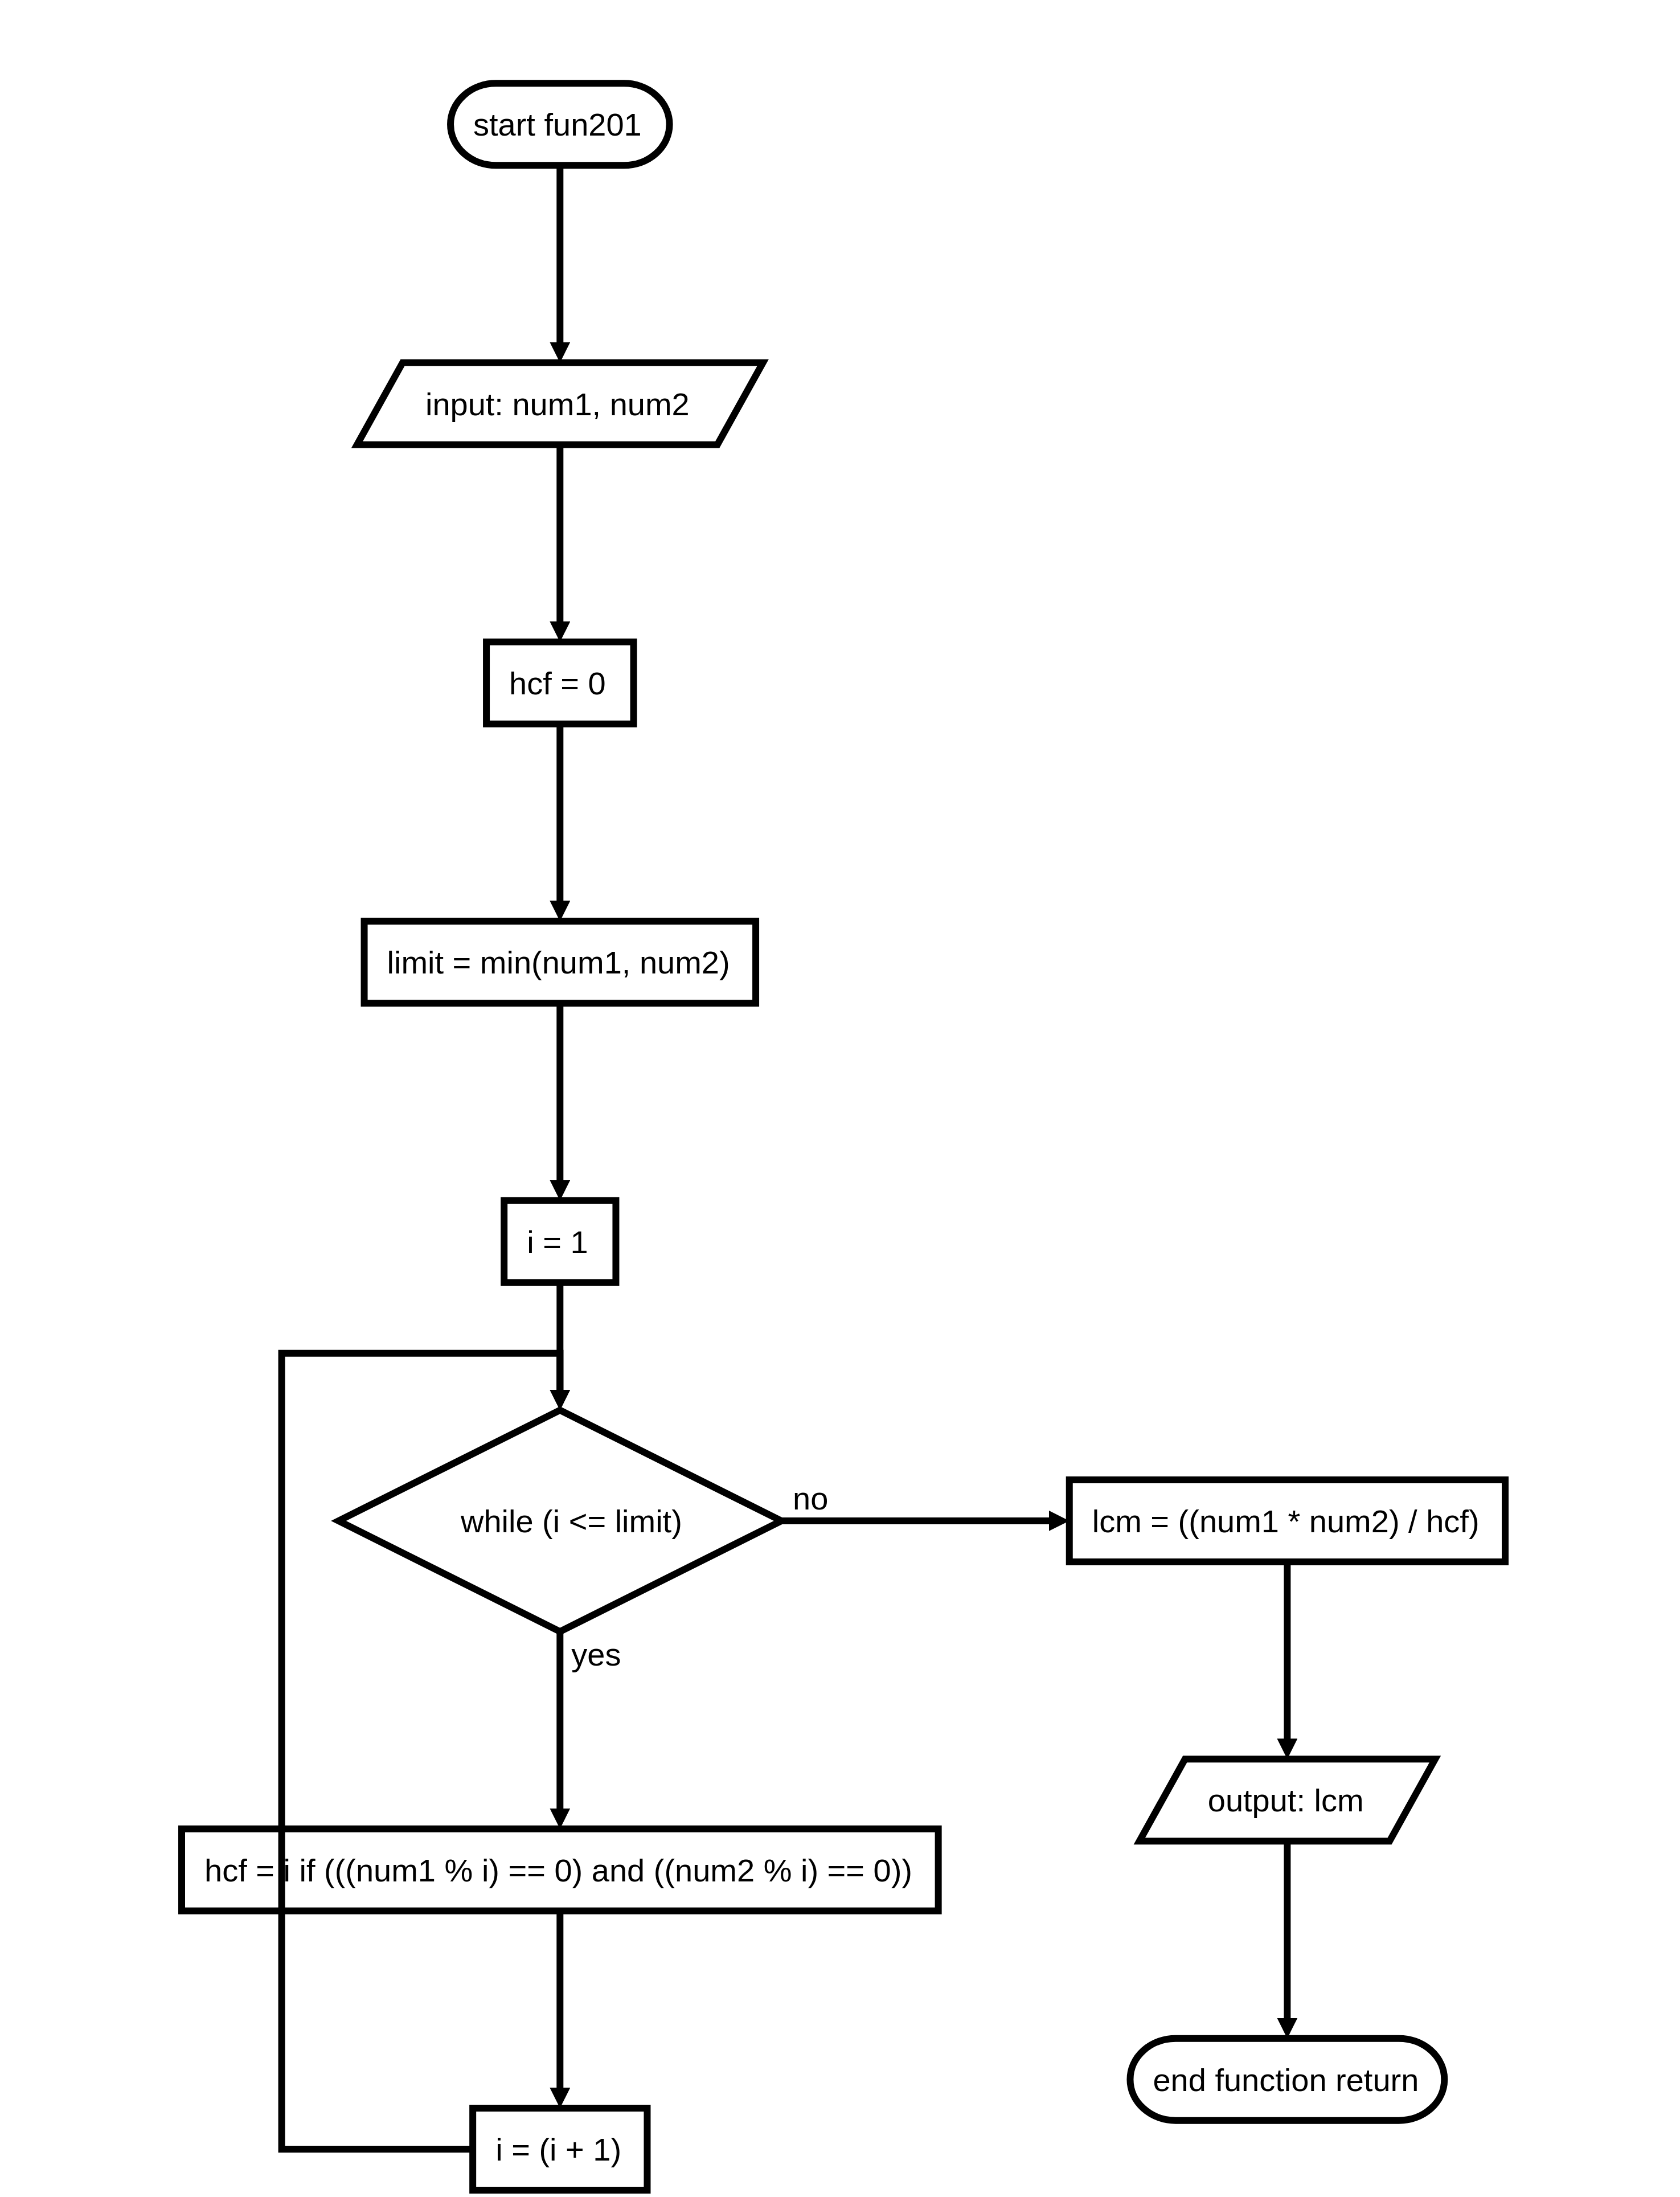 start fun201
input: num1, num2
hcf = 0
limit = min(num1, num2)
i = 1
while (i <= limit)
no
lcm = ((num1 * num2) / hcf)
yes
output: lcm
hcf = i if (((num1 % i) == 0) and ((num2 % i) == 0))
end function return
i = (i + 1)